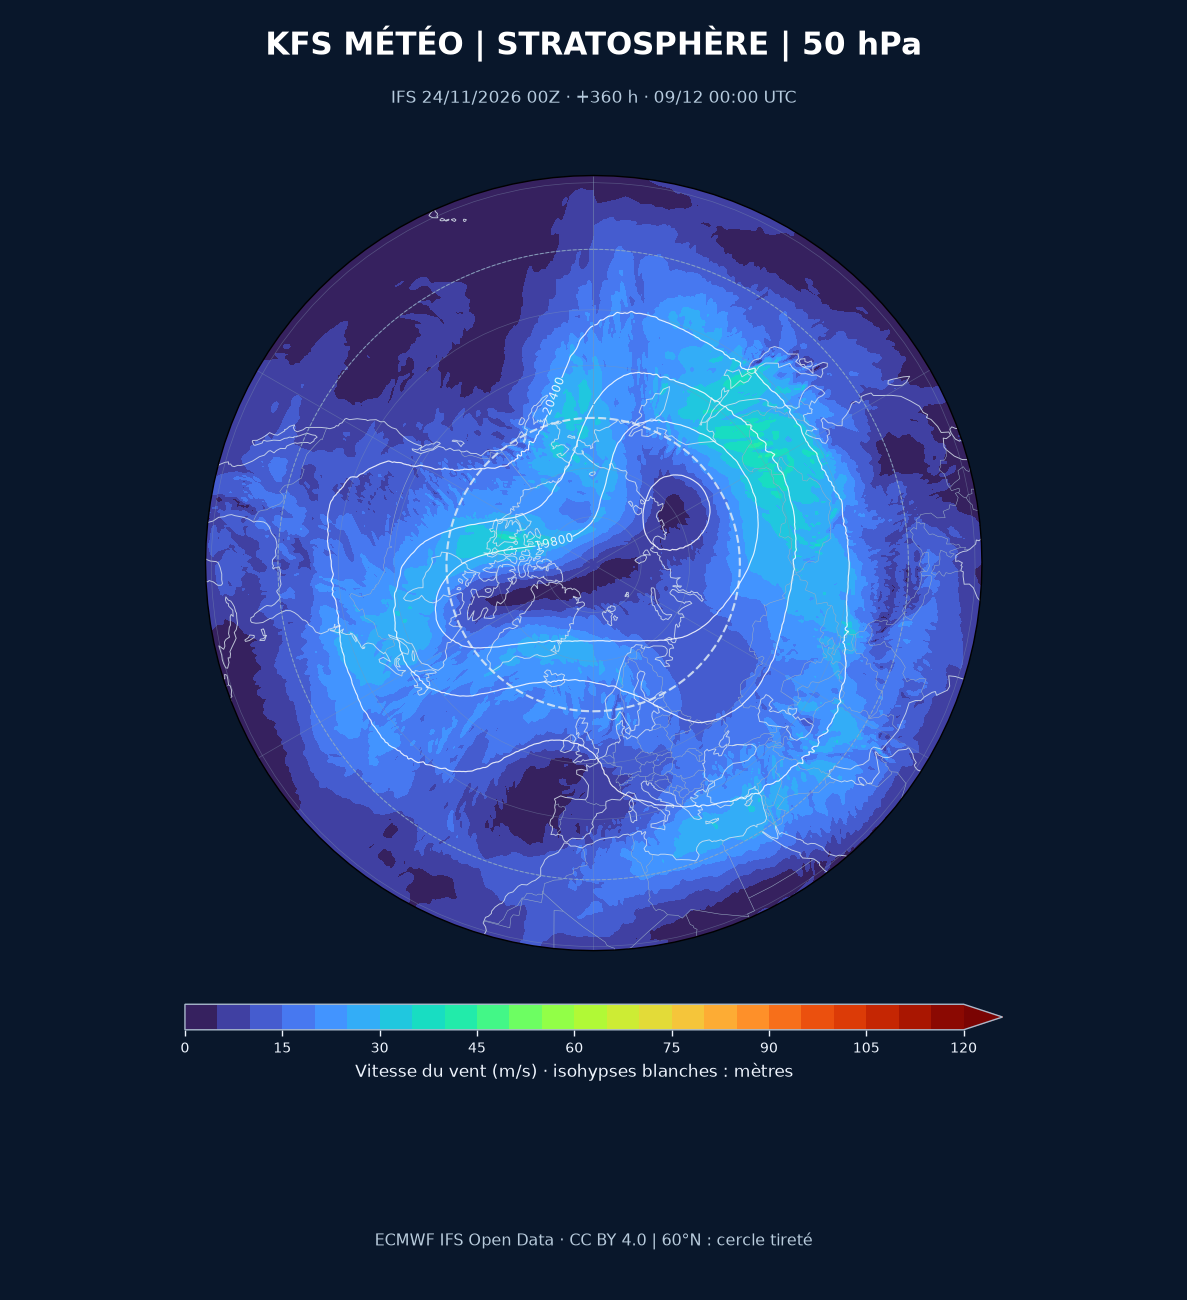 KFS MÉTÉO | STRATOSPHÈRE | 50 hPa
IFS 24/11/2026 00Z · +360 h · 09/12 00:00 UTC
20400
19800
0 15 30 45 60 75 90 105 120
Vitesse du vent (m/s) · isohypses blanches : mètres
ECMWF IFS Open Data · CC BY 4.0 | 60°N : cercle tireté